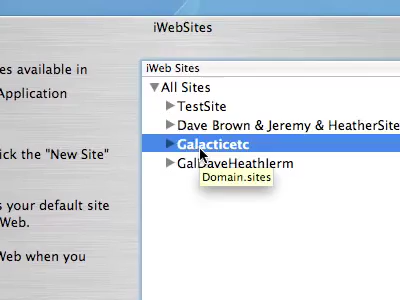 iWebSites
es available in
Application
ick the "New Site"
s your default site
Web.
Web when you
iWeb Sites
All Sites
TestSite
Dave Brown & Jeremy & HeatherSite
Galacticetc
GalDaveHeathJerm
Domain.sites